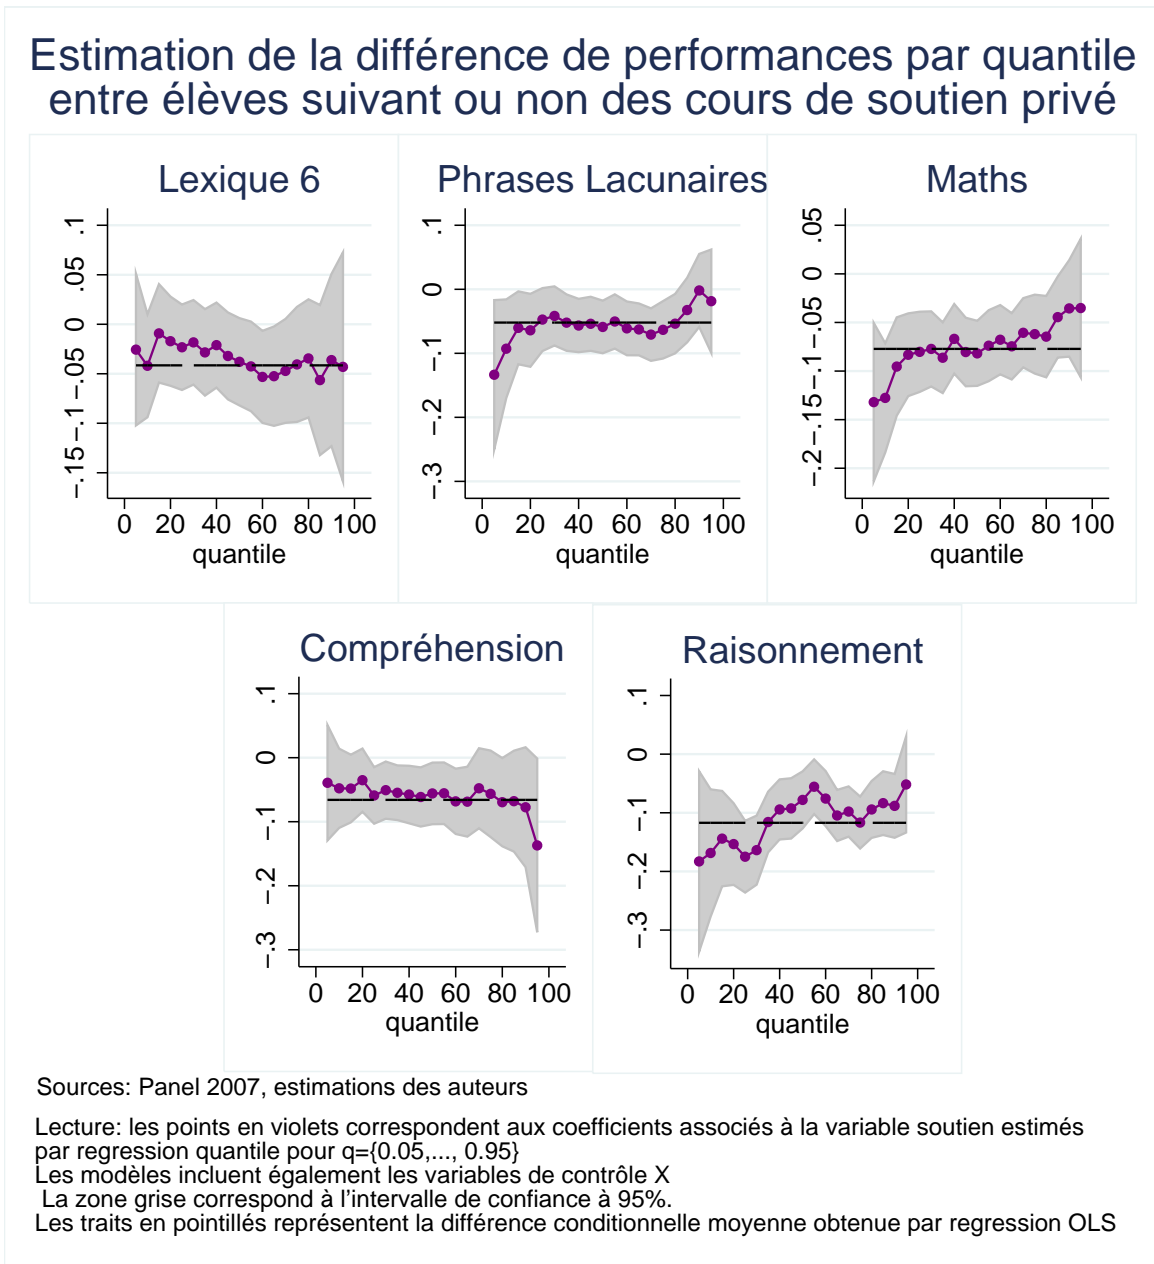 Estimation de la différence de performances par quantile
entre élèves suivant ou non des cours de soutien privé
Lexique 6
.1
.05
0
−.05
−.1
−.15
0 20 40 60 80 100
quantile
Phrases Lacunaires
.1
0
−.1
−.2
−.3
0 20 40 60 80 100
quantile
Maths
.05
0
−.05
−.1
−.15
−.2
0 20 40 60 80 100
quantile
Compréhension
.1
0
−.1
−.2
−.3
0 20 40 60 80 100
quantile
Raisonnement
.1
0
−.1
−.2
−.3
0 20 40 60 80 100
quantile
Sources: Panel 2007, estimations des auteurs
Lecture: les points en violets correspondent aux coefficients associés à la variable soutien estimés
par regression quantile pour q={0.05,..., 0.95}
Les modèles incluent également les variables de contrôle X
La zone grise correspond à l'intervalle de confiance à 95%.
Les traits en pointillés représentent la différence conditionnelle moyenne obtenue par regression OLS